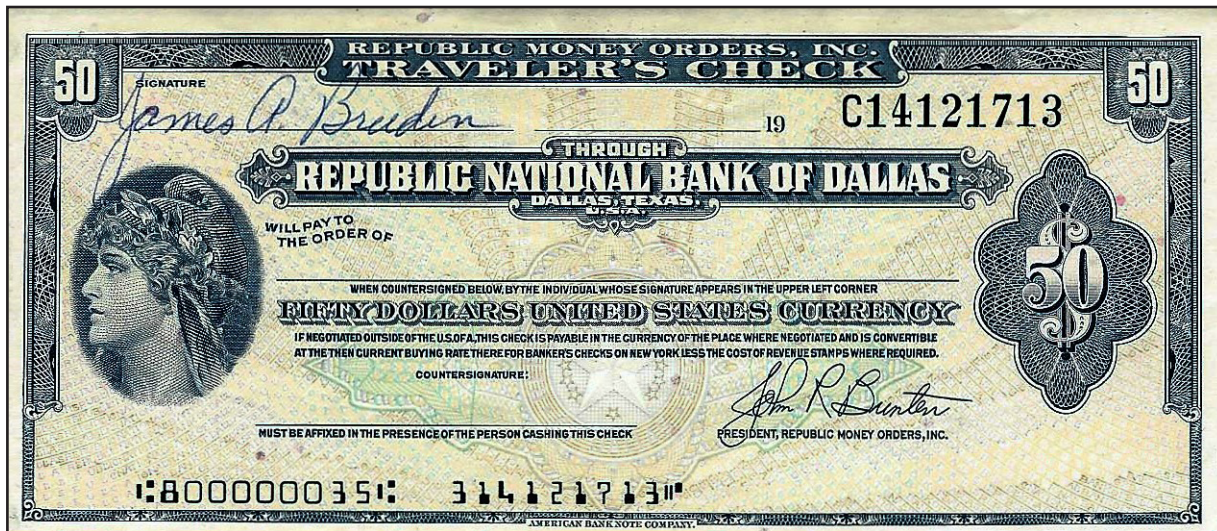 REPUBLIC MONEY ORDERS, INC.
50 TRAVELER'S CHECK 50
SIGNATURE
James A. Breeden 19 C14121713
THROUGH
REPUBLIC NATIONAL BANK OF DALLAS
DALLAS, TEXAS,
U.S.A.
WILL PAY TO
THE ORDER OF
$50
WHEN COUNTERSIGNED BELOW, BY THE INDIVIDUAL WHOSE SIGNATURE APPEARS IN THE UPPER LEFT CORNER
FIFTY DOLLARS UNITED STATES CURRENCY
IF NEGOTIATED OUTSIDE OF THE U.S. OF A., THIS CHECK IS PAYABLE IN THE CURRENCY OF THE PLACE WHERE NEGOTIATED AND IS CONVERTIBLE
AT THE THEN CURRENT BUYING RATE THERE FOR BANKER'S CHECKS ON NEW YORK LESS THE COST OF REVENUE STAMPS WHERE REQUIRED.
COUNTERSIGNATURE:
John R Brinten
MUST BE AFFIXED IN THE PRESENCE OF THE PERSON CASHING THIS CHECK
PRESIDENT, REPUBLIC MONEY ORDERS, INC.
⑆800000035⑆ 314121713⑈
AMERICAN BANK NOTE COMPANY.